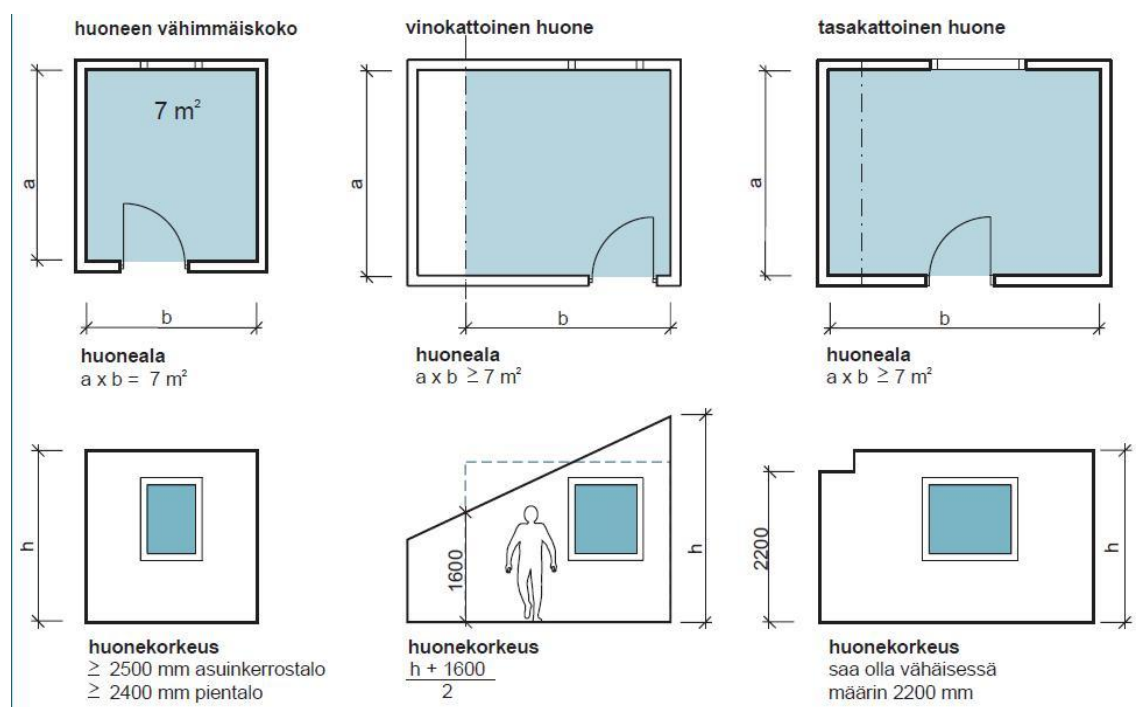 huoneen vähimmäiskoko
7 m²
a
b
huoneala
a x b = 7 m²
vinokattoinen huone
a
b
huoneala
a x b ≥ 7 m²
tasakattoinen huone
a
b
huoneala
a x b ≥ 7 m²
h
huonekorkeus
≥ 2500 mm asuinkerrostalo
≥ 2400 mm pientalo
1600
h
huonekorkeus
h + 1600
2
2200
h
huonekorkeus
saa olla vähäisessä
määrin 2200 mm